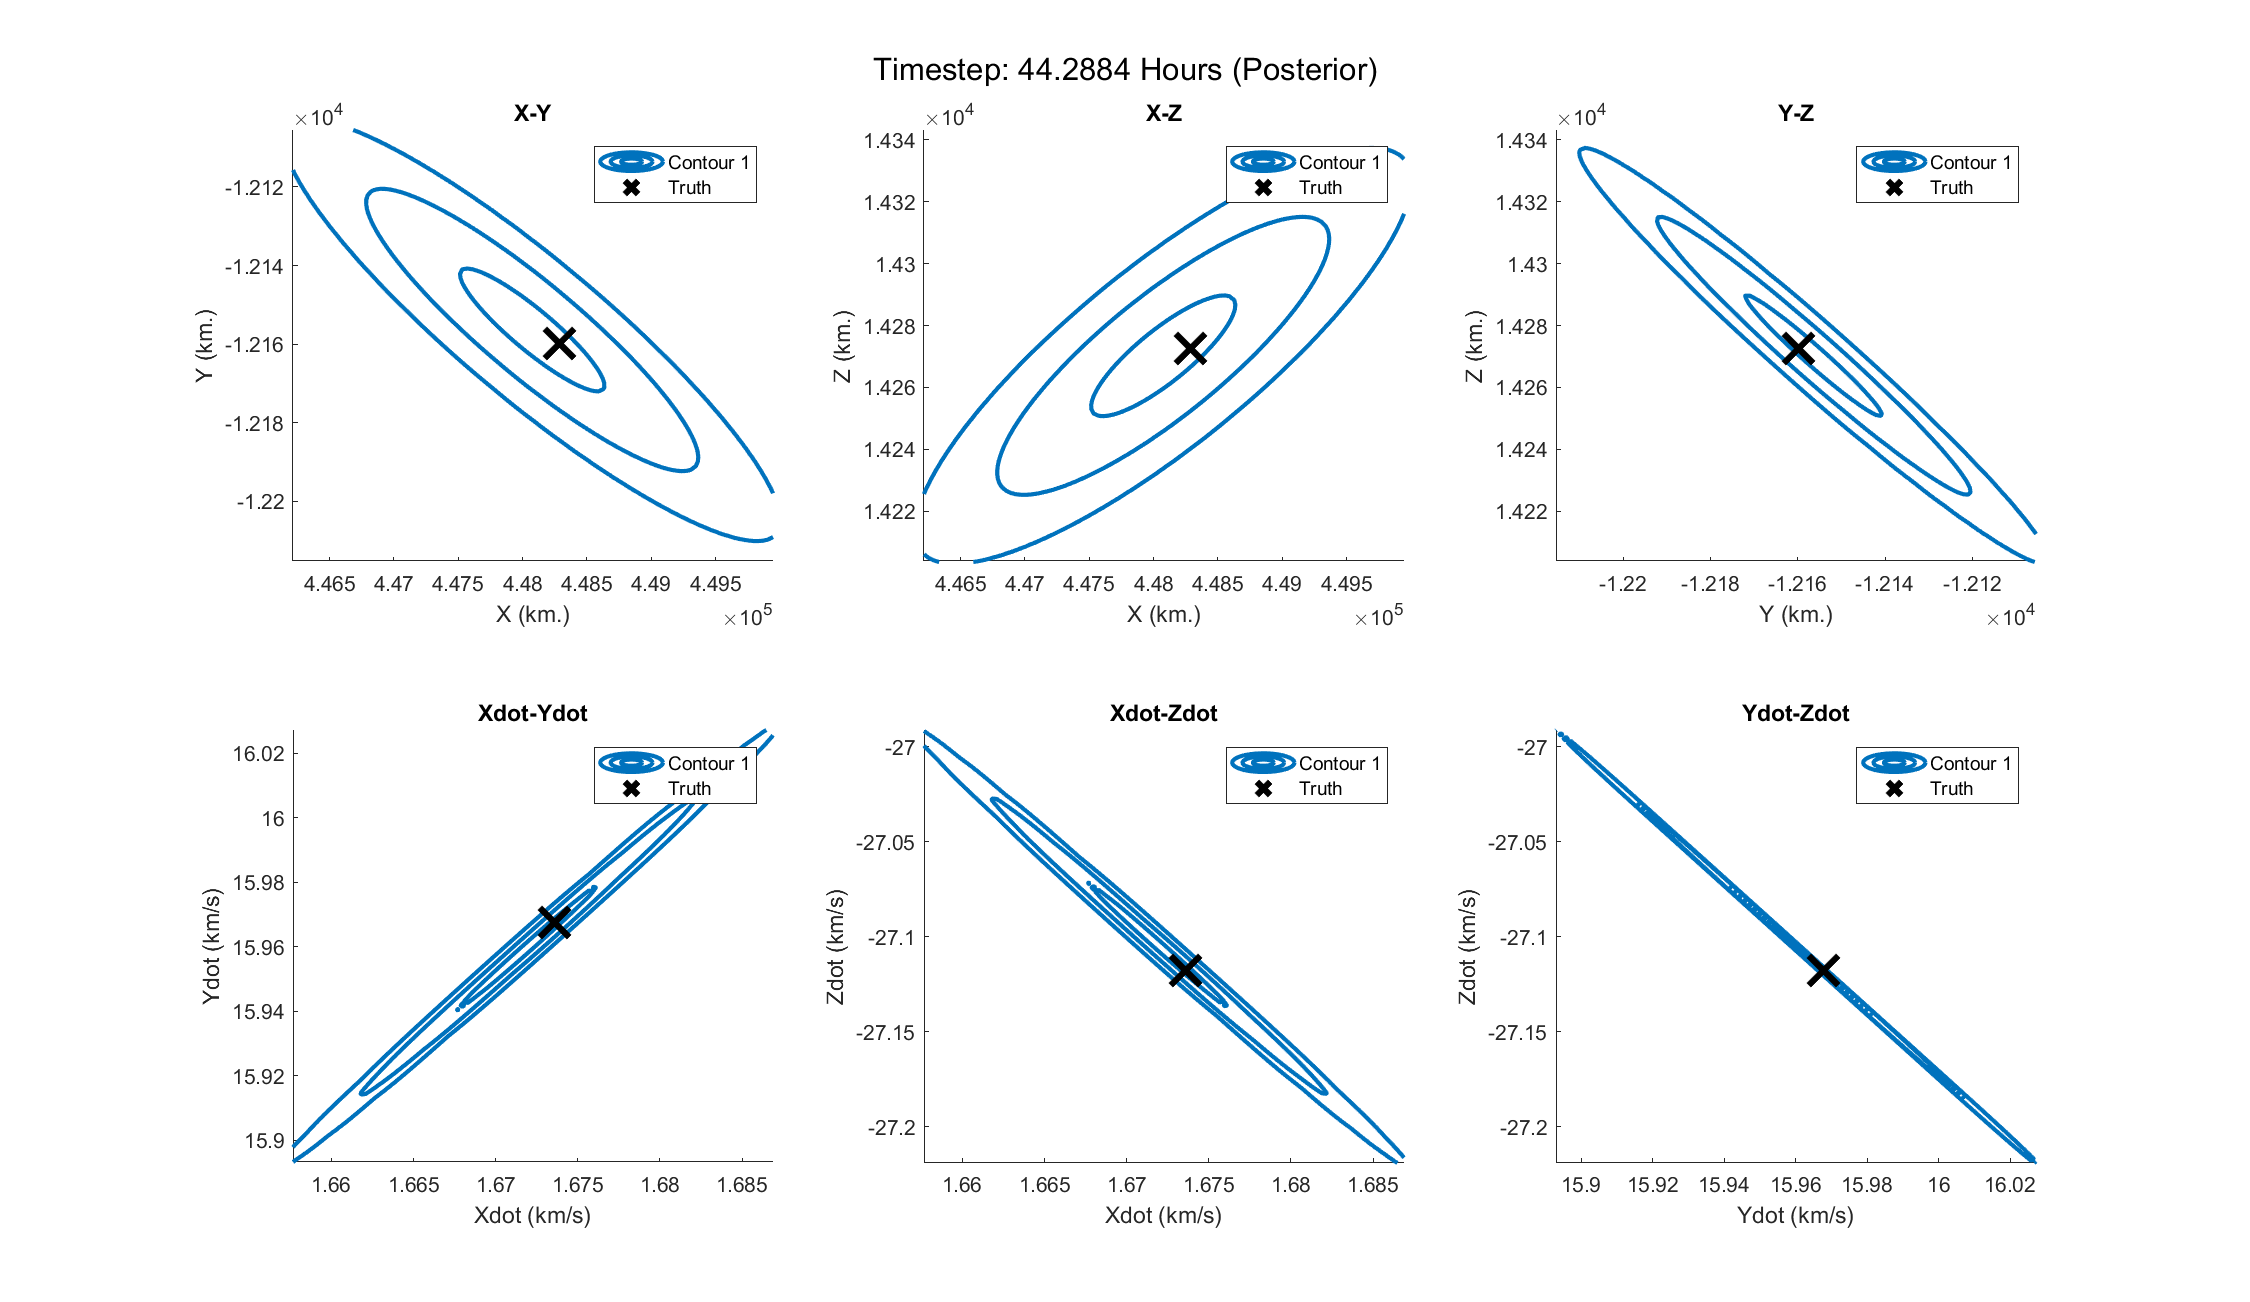 Timestep: 44.2884 Hours (Posterior)
X-Y
×10^4
Contour 1
Truth
-1.212
-1.214
-1.216
-1.218
-1.22
Y (km.)
4.465 4.47 4.475 4.48 4.485 4.49 4.495
X (km.)
×10^5
X-Z
×10^4
Contour 1
Truth
1.434
1.432
1.43
1.428
1.426
1.424
1.422
Z (km.)
4.465 4.47 4.475 4.48 4.485 4.49 4.495
X (km.)
×10^5
Y-Z
×10^4
Contour 1
Truth
1.434
1.432
1.43
1.428
1.426
1.424
1.422
Z (km.)
-1.22 -1.218 -1.216 -1.214 -1.212
Y (km.)
×10^4
Xdot-Ydot
Contour 1
Truth
16.02
16
15.98
15.96
15.94
15.92
15.9
Ydot (km/s)
1.66 1.665 1.67 1.675 1.68 1.685
Xdot (km/s)
Xdot-Zdot
Contour 1
Truth
-27
-27.05
-27.1
-27.15
-27.2
Zdot (km/s)
1.66 1.665 1.67 1.675 1.68 1.685
Xdot (km/s)
Ydot-Zdot
Contour 1
Truth
-27
-27.05
-27.1
-27.15
-27.2
Zdot (km/s)
15.9 15.92 15.94 15.96 15.98 16 16.02
Ydot (km/s)